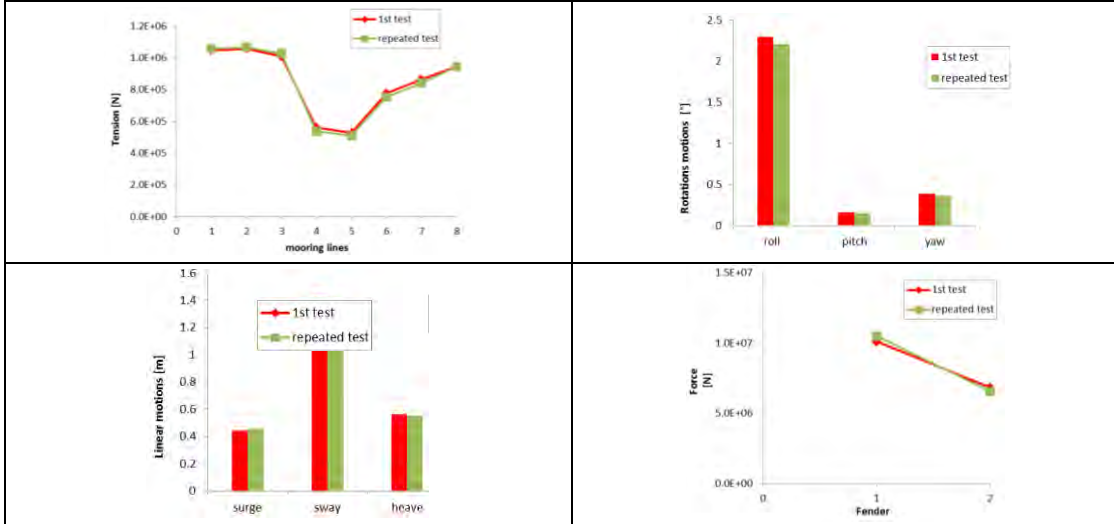 1st test
repeated test
1.2E+06
1.0E+06
8.0E+05
6.0E+05
4.0E+05
2.0E+05
0.0E+00
Tension [N]
0 1 2 3 4 5 6 7 8
mooring lines
2.5
2
1.5
1
0.5
0
Rotations motions [°]
1st test
repeated test
roll pitch yaw
1.6
1.4
1.2
1
0.8
0.6
0.4
0.2
0
Linear motions [m]
1st test
repeated test
surge sway heave
1.5E+07
1.0E+07
5.0E+06
0.0E+00
Force
[N]
1st test
repeated test
0 1 2
Fender